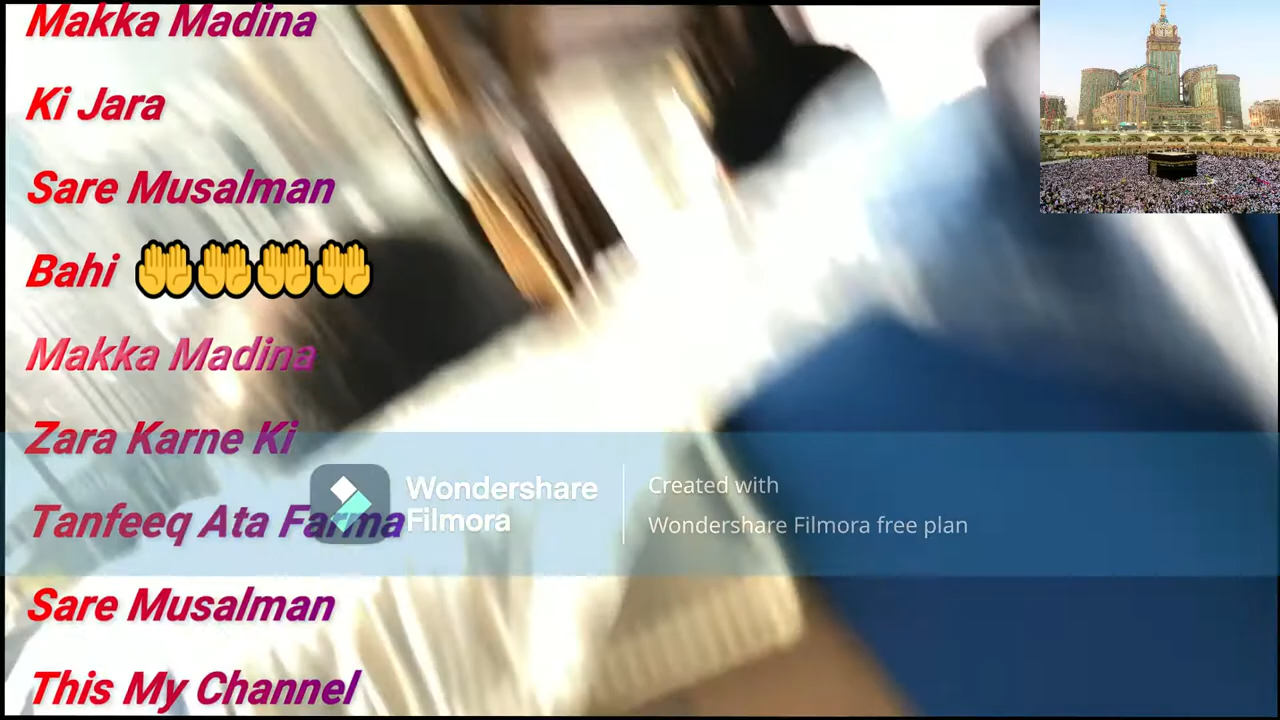 Makka Madina
Ki Jara
Sare Musalman
Bahi 🤲🤲🤲🤲
Makka Madina
Zara Karne Ki
Tanfeeq Ata Farma
Sare Musalman
This My Channel
Wondershare
Filmora
Created with
Wondershare Filmora free plan